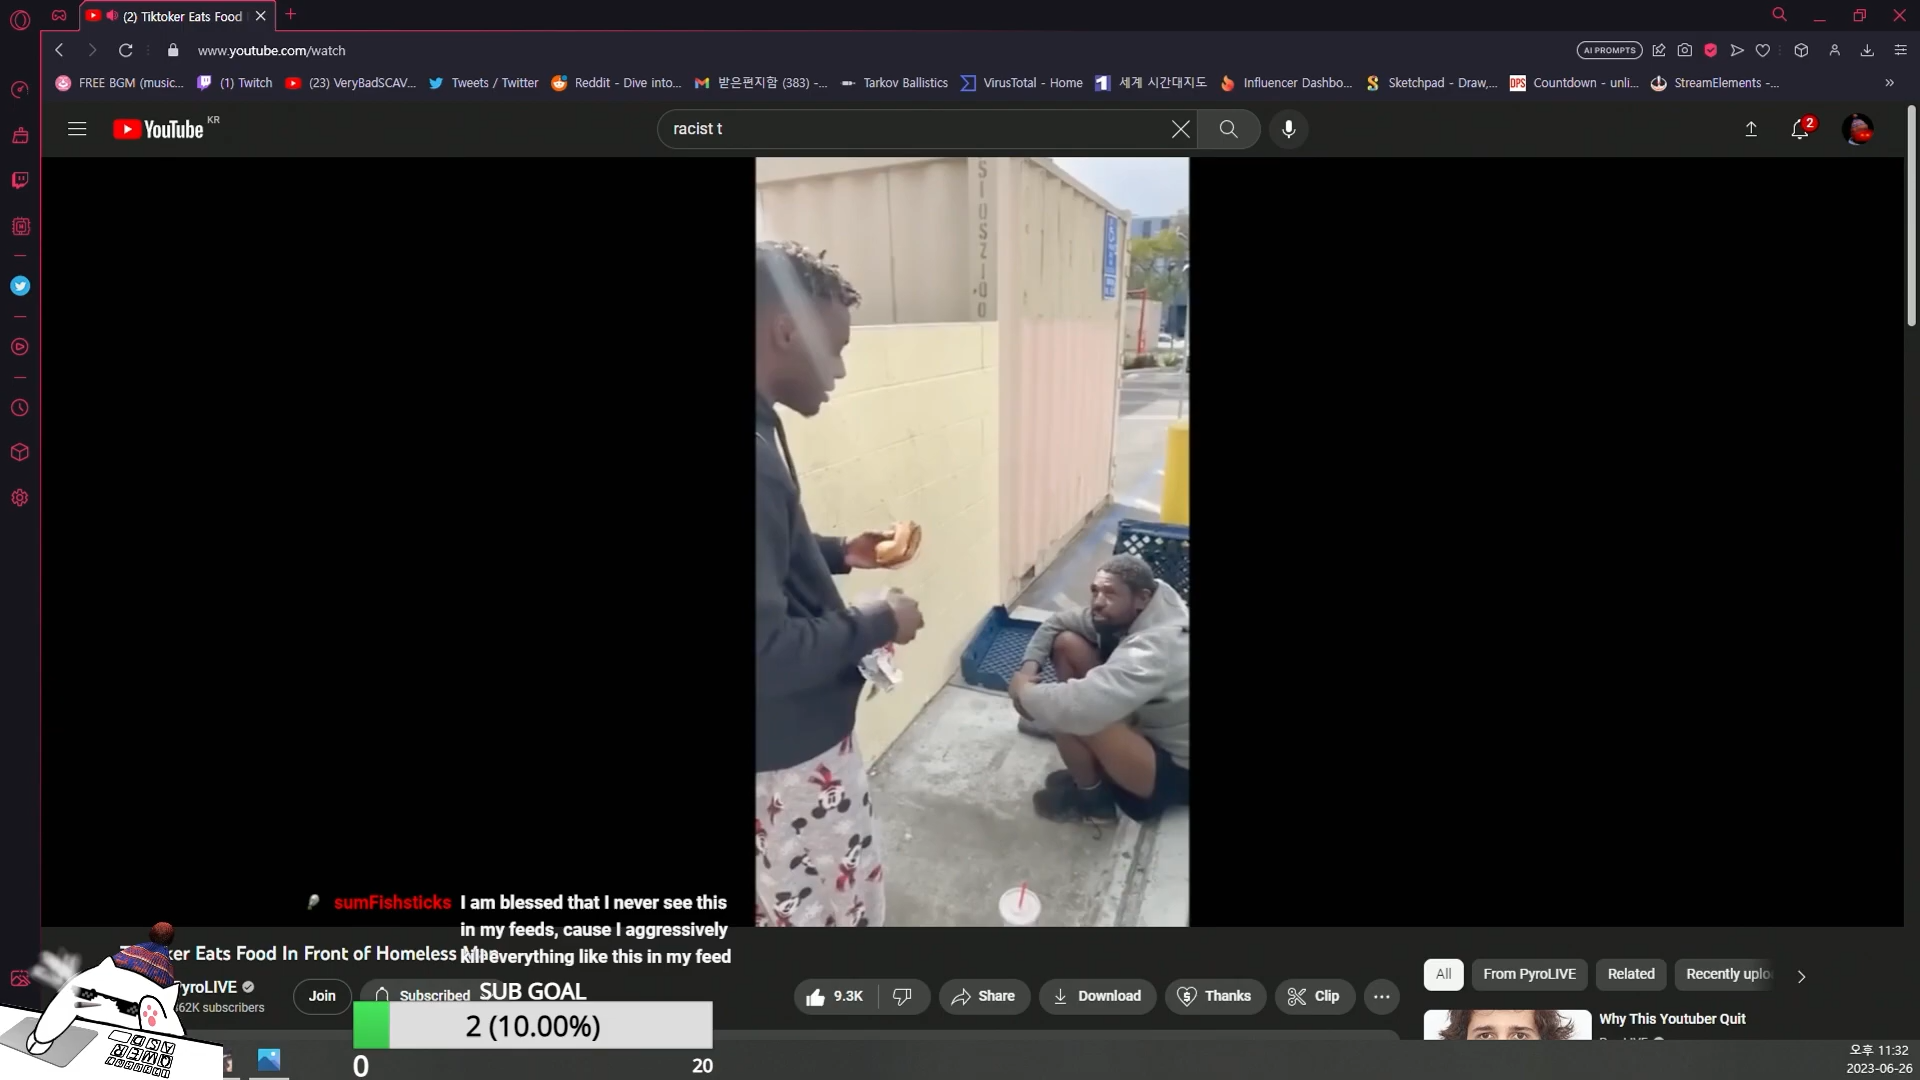 (2) Tiktoker Eats Food
www.youtube.com/watch
AI PROMPTS
FREE BGM (music...
(1) Twitch
(23) VeryBadSCAV...
Tweets / Twitter
Reddit - Dive into...
받은편지함 (383) -...
Tarkov Ballistics
VirusTotal - Home
세계 시간대지도
Influencer Dashbo...
Sketchpad - Draw,...
OPS
Countdown - unli...
StreamElements -...
»
YouTube KR
racist t
2
sumFishsticks I am blessed that I never see this
in my feeds, cause I aggressively
kill everything like this in my feed
ker Eats Food In Front of Homeless
yroLIVE
62K subscribers
Join
Subscribed
SUB GOAL
2 (10.00%)
0
20
9.3K
Share
Download
Thanks
Clip
All
From PyroLIVE
Related
Recently uplo
Why This Youtuber Quit
오후 11:32
2023-06-26